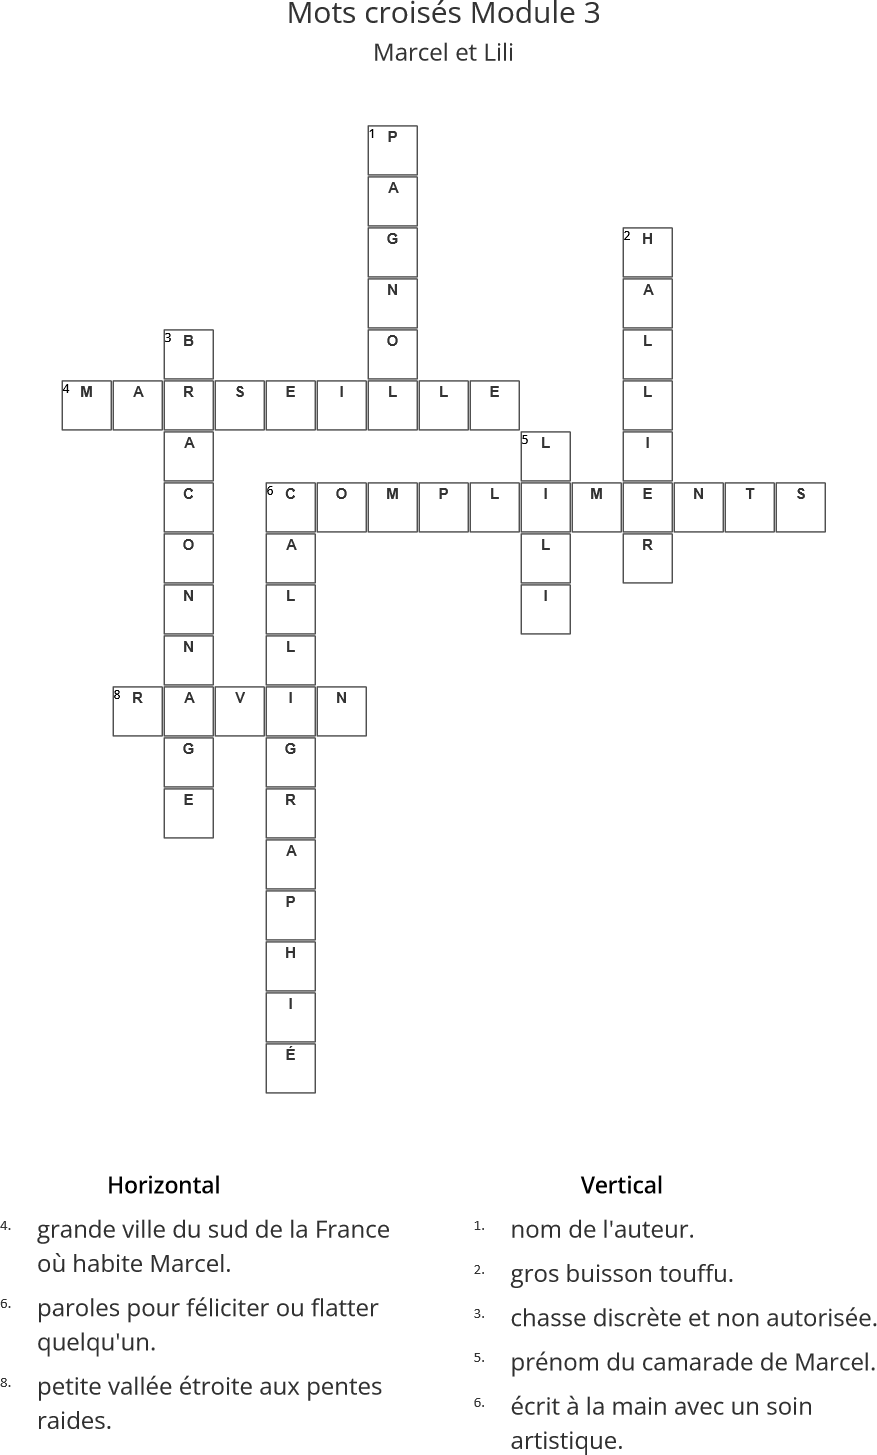 Mots croisés Module 3
Marcel et Lili
1 P
A
G 2 H
N A
3 B O L
4 M A R S E I L L E L
A 5 L I
C 6 C O M P L I M E N T S
O A L R
N L I
N L
8 R A V I N
G G
E R
A
P
H
I
É
Horizontal
4. grande ville du sud de la France
où habite Marcel.
6. paroles pour féliciter ou flatter
quelqu'un.
8. petite vallée étroite aux pentes
raides.
Vertical
1. nom de l'auteur.
2. gros buisson touffu.
3. chasse discrète et non autorisée.
5. prénom du camarade de Marcel.
6. écrit à la main avec un soin
artistique.